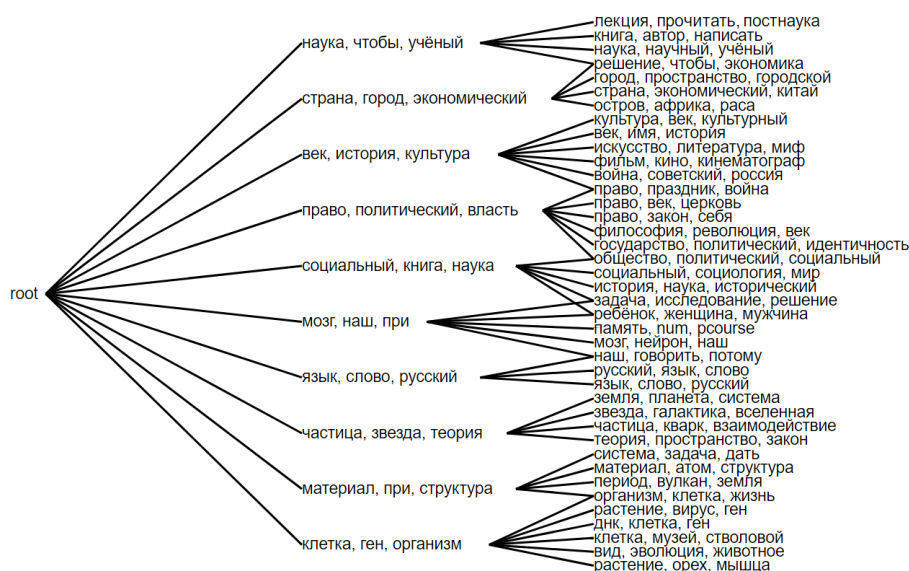 root
наука, чтобы, учёный
страна, город, экономический
век, история, культура
право, политический, власть
социальный, книга, наука
мозг, наш, при
язык, слово, русский
частица, звезда, теория
материал, при, структура
клетка, ген, организм
лекция, прочитать, постнаука
книга, автор, написать
наука, научный, учёный
решение, чтобы, экономика
город, пространство, городской
страна, экономический, китай
остров, африка, раса
культура, век, культурный
век, имя, история
искусство, литература, миф
фильм, кино, кинематограф
война, советский, россия
право, праздник, война
право, век, церковь
право, закон, себя
философия, революция, век
государство, политический, идентичность
общество, политический, социальный
социальный, социология, мир
история, наука, исторический
задача, исследование, решение
ребёнок, женщина, мужчина
память, num, pcourse
мозг, нейрон, наш
наш, говорить, потому
русский, язык, слово
язык, слово, русский
земля, планета, система
звезда, галактика, вселенная
частица, кварк, взаимодействие
теория, пространство, закон
система, задача, дать
материал, атом, структура
период, вулкан, земля
организм, клетка, жизнь
растение, вирус, ген
днк, клетка, ген
клетка, музей, стволовой
вид, эволюция, животное
растение, орех, мышца